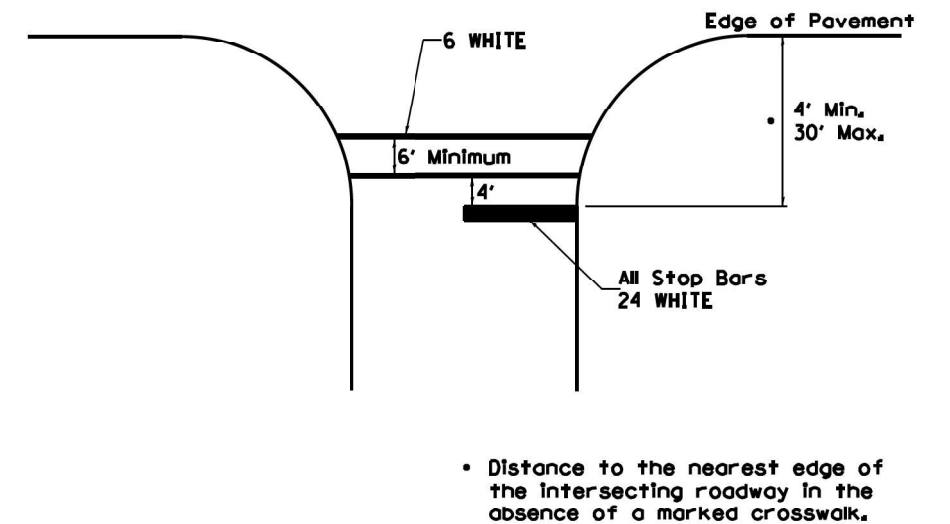 Edge of Pavement
6 WHITE
4' Min.
• 30' Max.
6' Minimum
4'
All Stop Bars
24 WHITE
• Distance to the nearest edge of
the intersecting roadway in the
absence of a marked crosswalk.